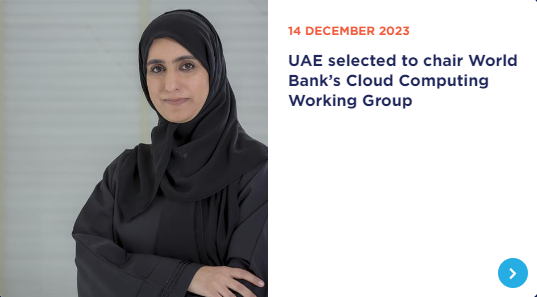 14 DECEMBER 2023
UAE selected to chair World
Bank’s Cloud Computing
Working Group